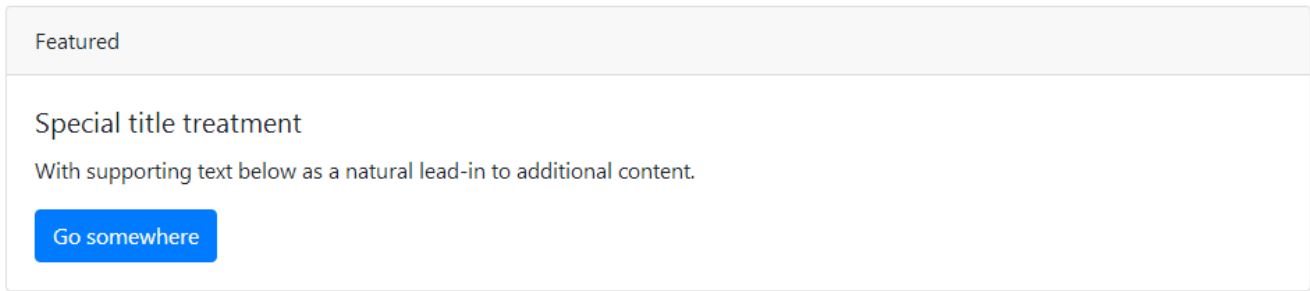 Featured
Special title treatment
With supporting text below as a natural lead-in to additional content.
Go somewhere